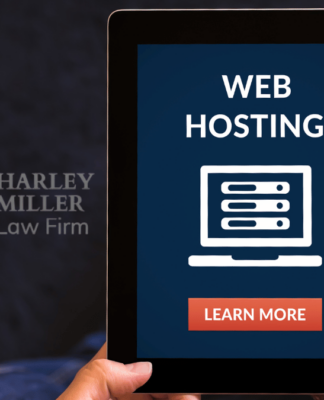 HARLEY
MILLER
Law Firm
WEB
HOSTING
LEARN MORE